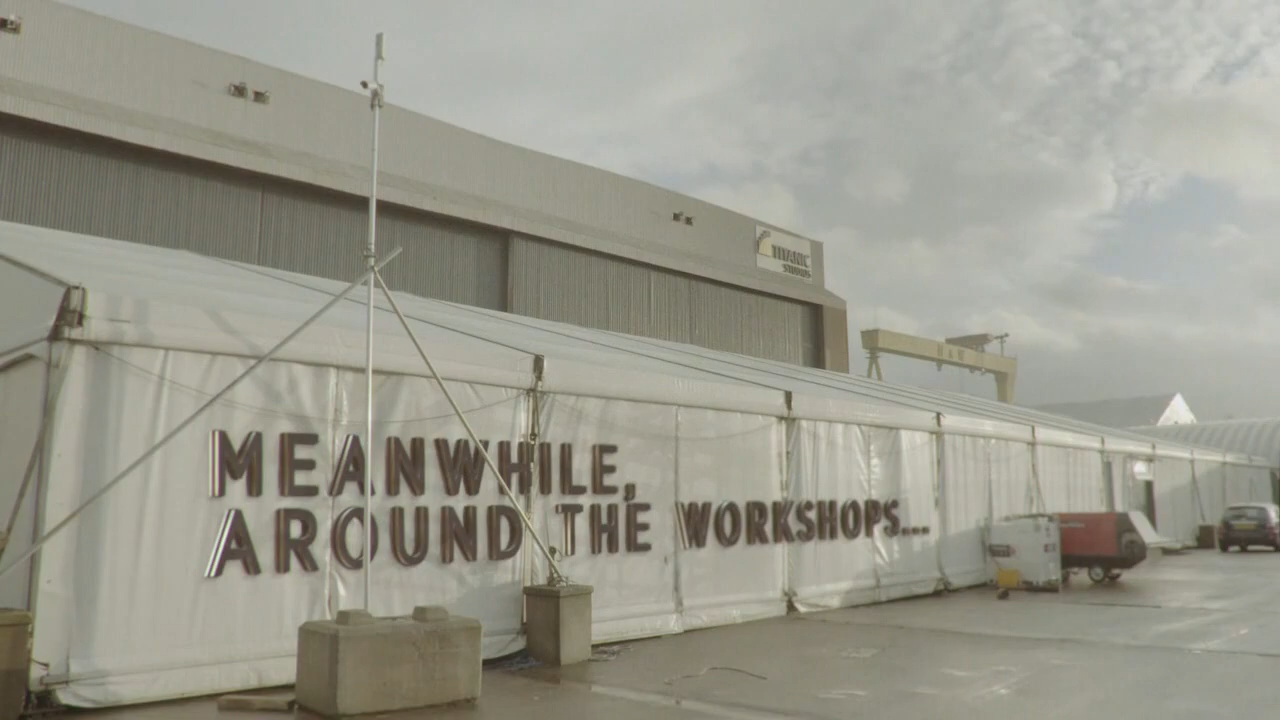 TITANIC
STUDIOS
H&W
MEANWHILE,
AROUND THE WORKSHOPS...